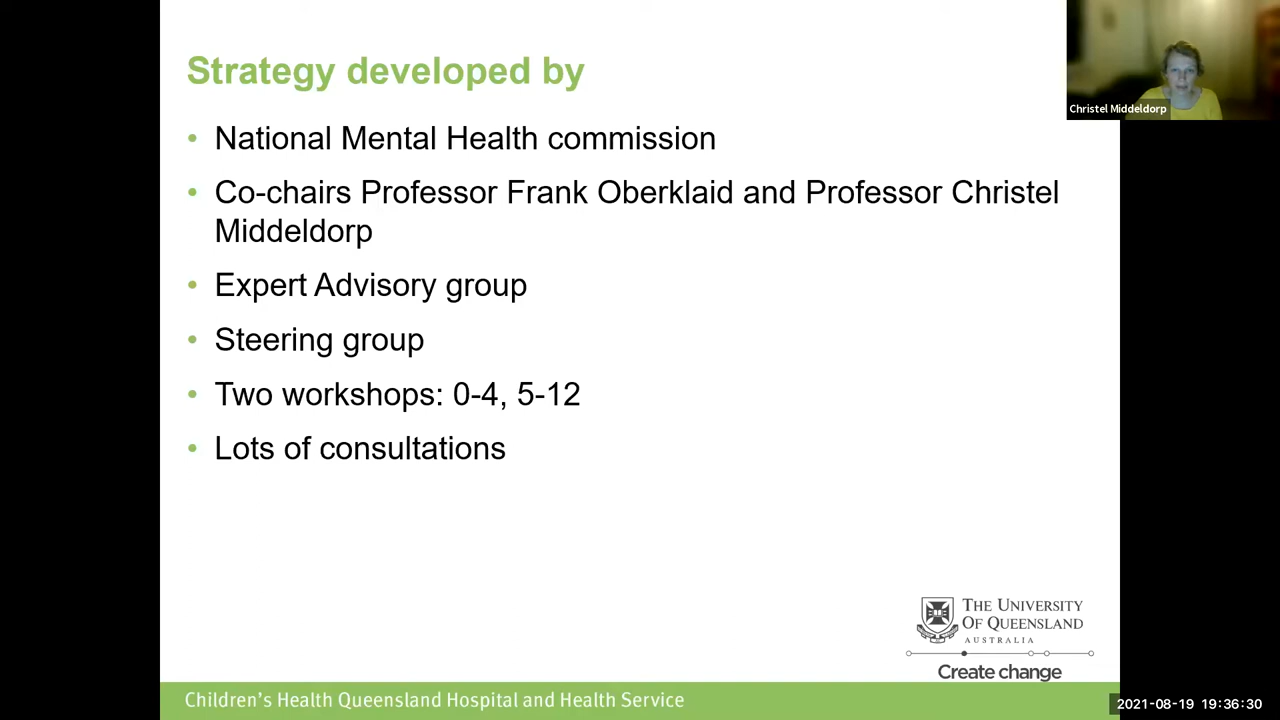 Strategy developed by
Christel Middeldorp
• National Mental Health commission
• Co-chairs Professor Frank Oberklaid and Professor Christel
Middeldorp
• Expert Advisory group
• Steering group
• Two workshops: 0-4, 5-12
• Lots of consultations
THE UNIVERSITY
OF QUEENSLAND
AUSTRALIA
Create change
Children's Health Queensland Hospital and Health Service
2021-08-19 19:36:30